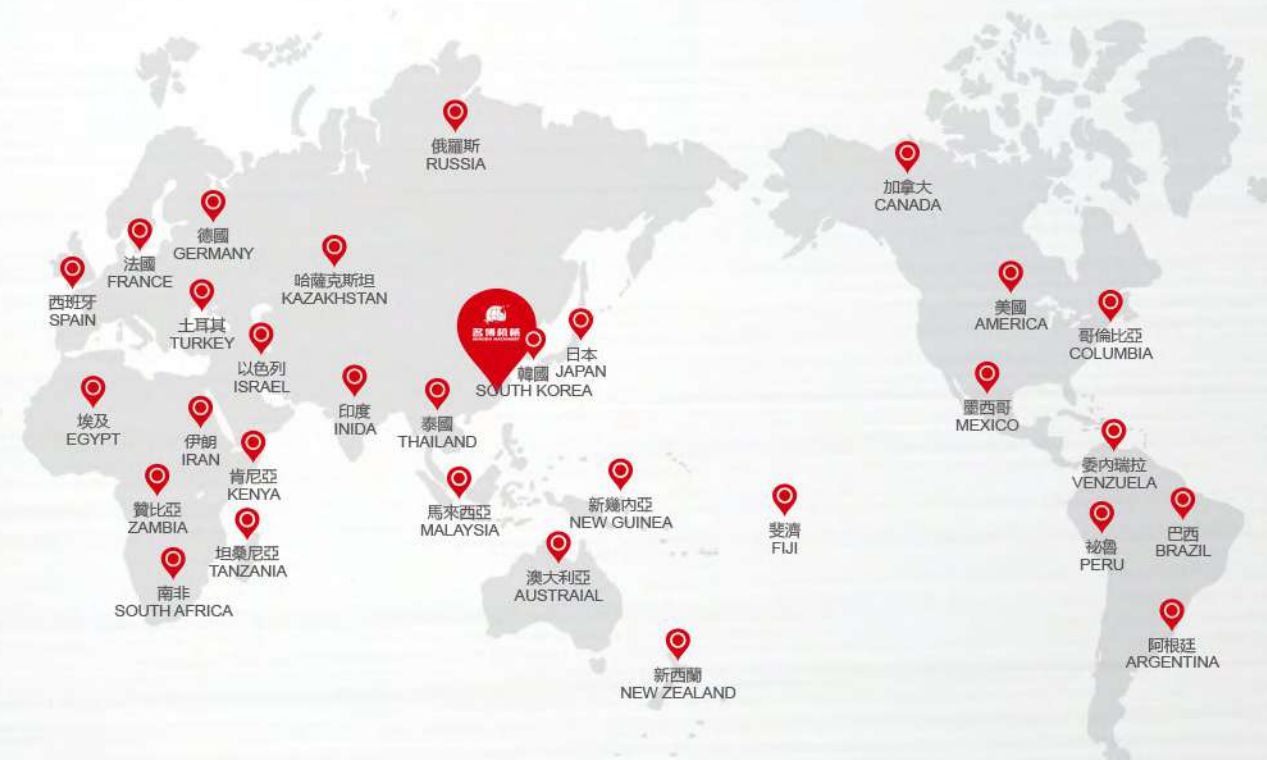 俄羅斯
RUSSIA
加拿大
CANADA
德國
GERMANY
法國
FRANCE
西班牙
SPAIN
哈薩克斯坦
KAZAKHSTAN
土耳其
TURKEY
以色列
ISRAEL
美國
AMERICA
哥倫比亞
COLUMBIA
名博机械
日本
JAPAN
韓國
SOUTH KOREA
埃及
EGYPT
伊朗
IRAN
印度
INIDA
泰國
THAILAND
墨西哥
MEXICO
肯尼亞
KENYA
委內瑞拉
VENZUELA
贊比亞
ZAMBIA
馬來西亞
MALAYSIA
新幾內亞
NEW GUINEA
斐濟
FIJI
巴西
BRAZIL
祕魯
PERU
坦桑尼亞
TANZANIA
澳大利亞
AUSTRAIAL
南非
SOUTH AFRICA
阿根廷
ARGENTINA
新西蘭
NEW ZEALAND